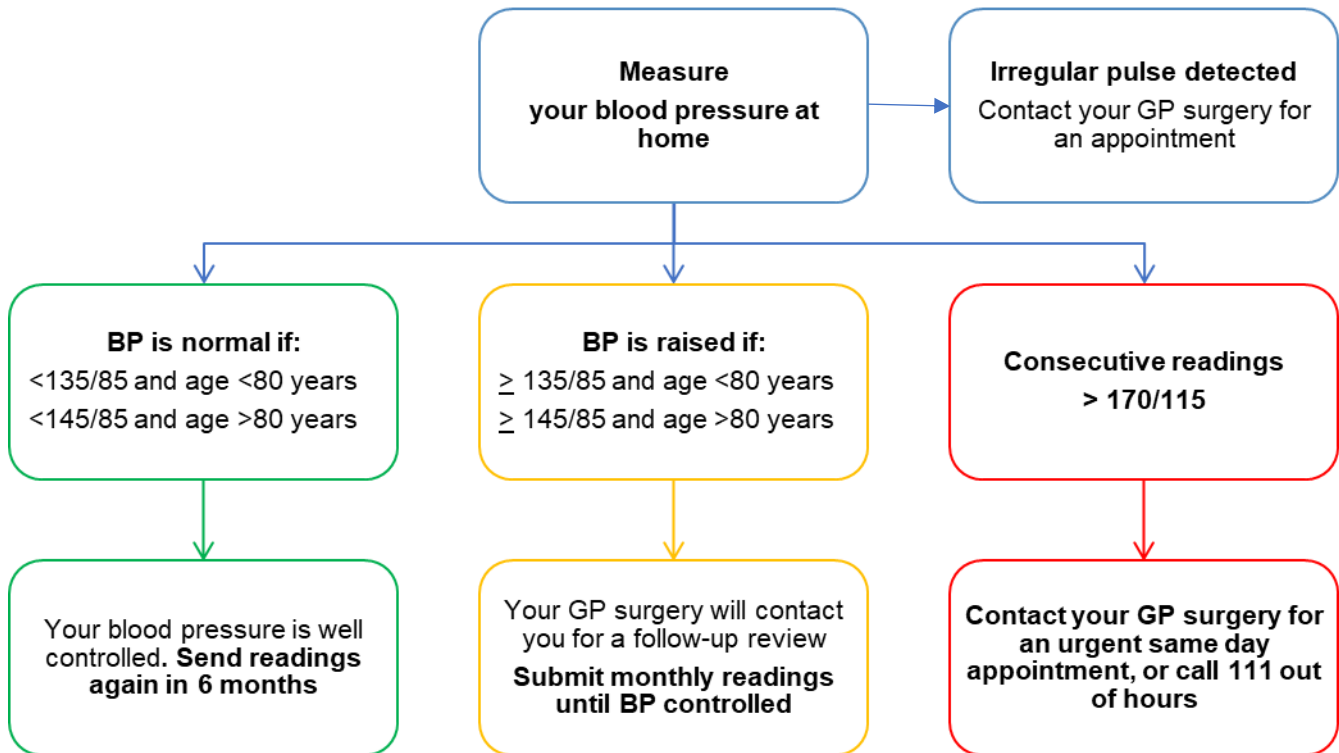 Measure
your blood pressure at
home
Irregular pulse detected
Contact your GP surgery for
an appointment
BP is normal if:
<135/85 and age <80 years
<145/85 and age >80 years
BP is raised if:
≥ 135/85 and age <80 years
≥ 145/85 and age >80 years
Consecutive readings
> 170/115
Your blood pressure is well
controlled. Send readings
again in 6 months
Your GP surgery will contact
you for a follow-up review
Submit monthly readings
until BP controlled
Contact your GP surgery for
an urgent same day
appointment, or call 111 out
of hours